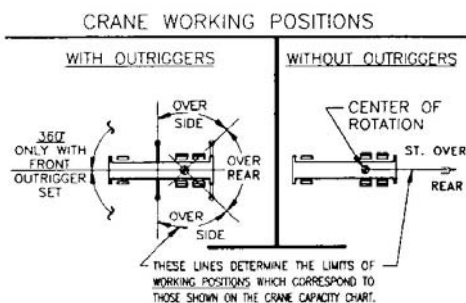 CRANE WORKING POSITIONS
WITH OUTRIGGERS
OVER
SIDE
360°
ONLY WITH
FRONT
OUTRIGGER
SET
OVER
REAR
OVER
SIDE
WITHOUT OUTRIGGERS
CENTER OF
ROTATION
ST. OVER
REAR
THESE LINES DETERMINE THE LIMITS OF
WORKING POSITIONS WHICH CORRESPOND TO
THOSE SHOWN ON THE CRANE CAPACITY CHART.